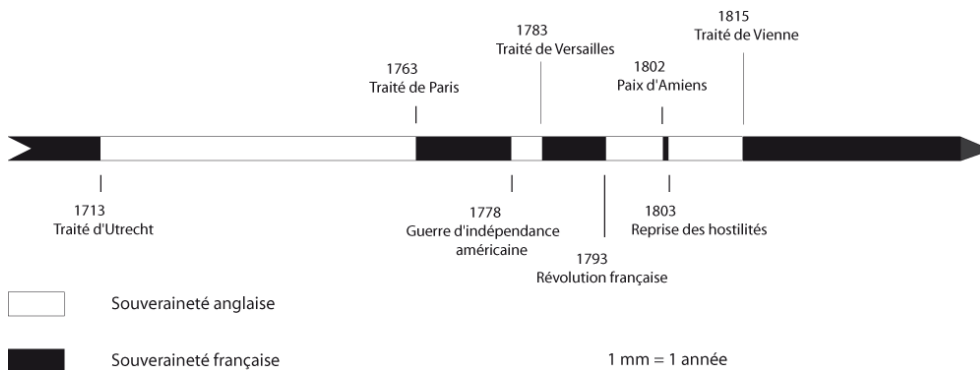 1815
Traité de Vienne
1783
Traité de Versailles
1802
Paix d'Amiens
1763
Traité de Paris
1713
Traité d'Utrecht
1778
Guerre d'indépendance
américaine
1803
Reprise des hostilités
1793
Révolution française
Souveraineté anglaise
Souveraineté française
1 mm = 1 année